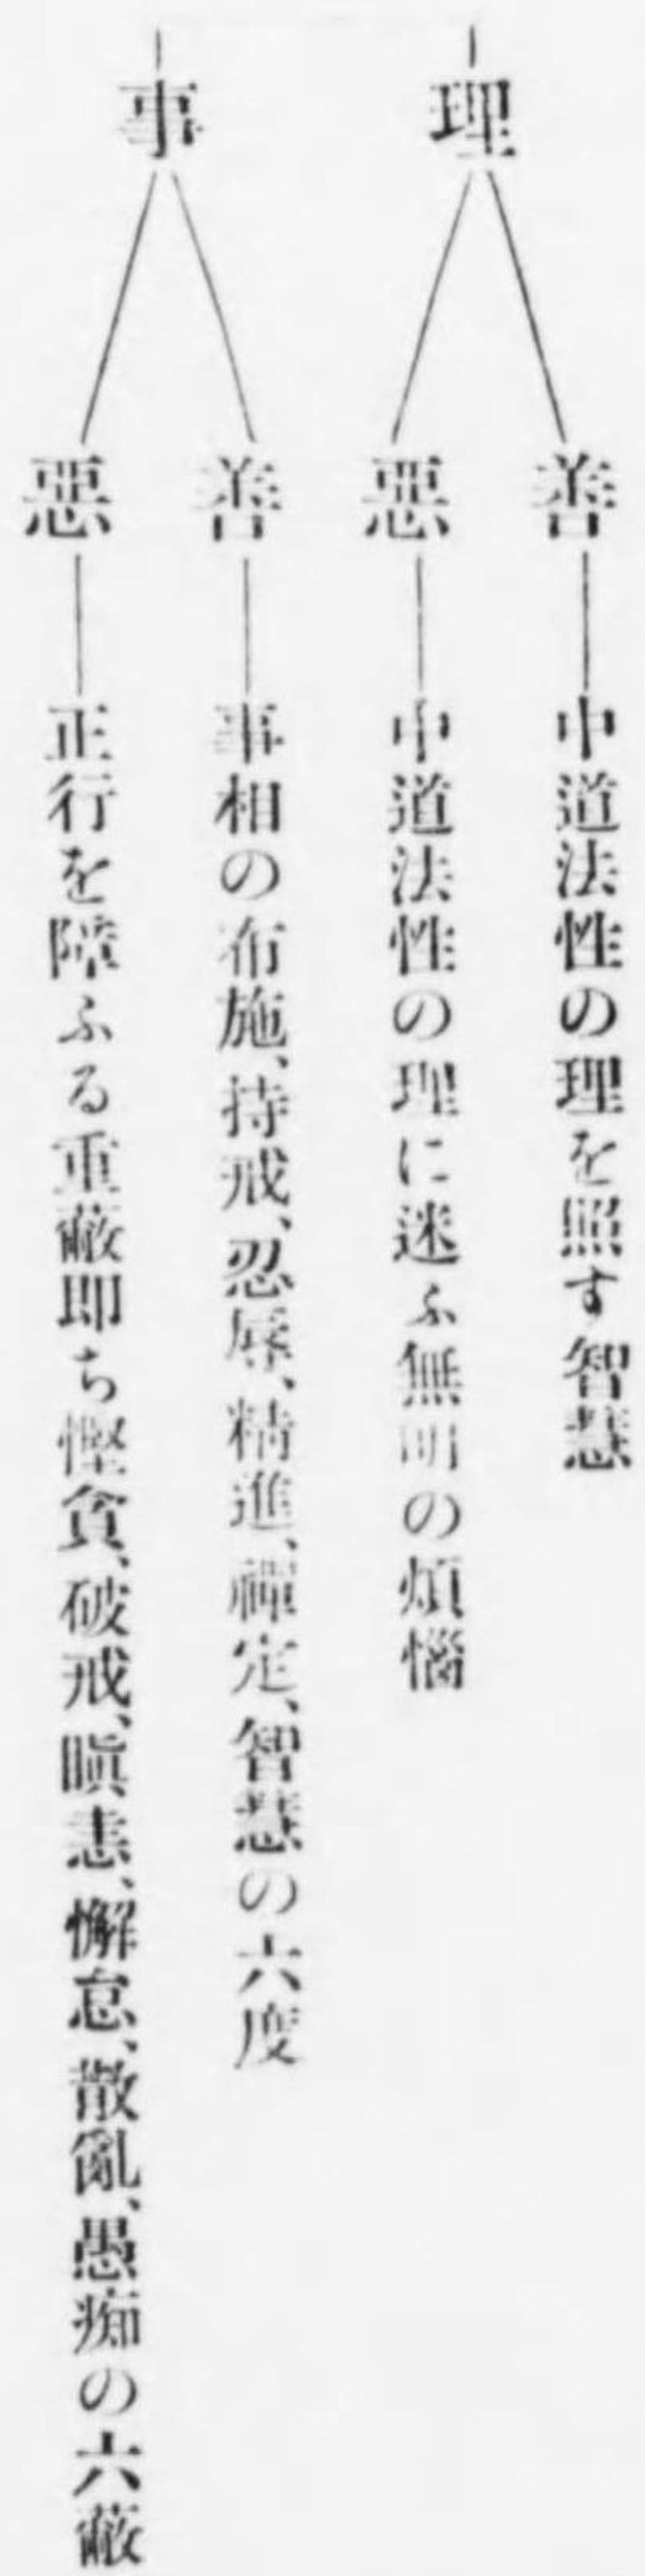 理
善
中道法性の理を照す智慧
惡
中道法性の理に迷ふ無明の煩惱
事
善
事相の布施、持戒、忍辱、精進、禪定、智慧の六度
惡
正行を障ふる重蔽即ち慳貪、破戒、瞋恚、懈怠、散亂、愚痴の六蔽